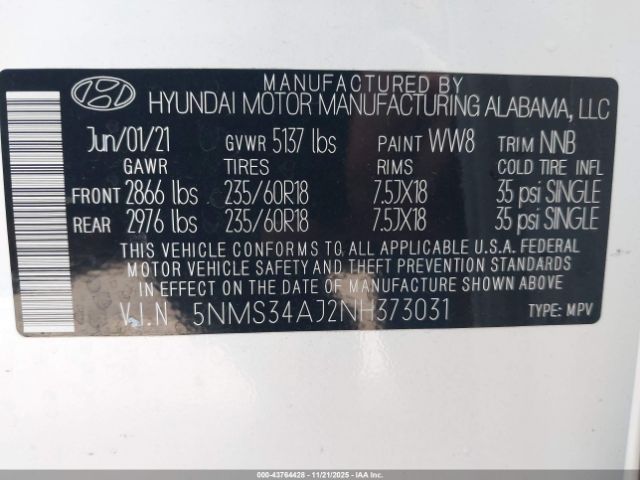 MANUFACTURED BY
HYUNDAI MOTOR MANUFACTURING ALABAMA, LLC
Jun/01/21 GVWR 5137 lbs PAINT WW8 TRIM NNB
GAWR TIRES RIMS COLD TIRE INFL
FRONT 2866 lbs 235/60R18 7.5JX18 35 psi SINGLE
REAR 2976 lbs 235/60R18 7.5JX18 35 psi SINGLE
THIS VEHICLE CONFORMS TO ALL APPLICABLE U.S.A. FEDERAL
MOTOR VEHICLE SAFETY AND THEFT PREVENTION STANDARDS
IN EFFECT ON THE DATE OF MANUFACTURE SHOWN ABOVE.
V.I.N 5NMS34AJ2NH373031 TYPE: MPV
000-43764428 - 11/21/2025 - IAA Inc.